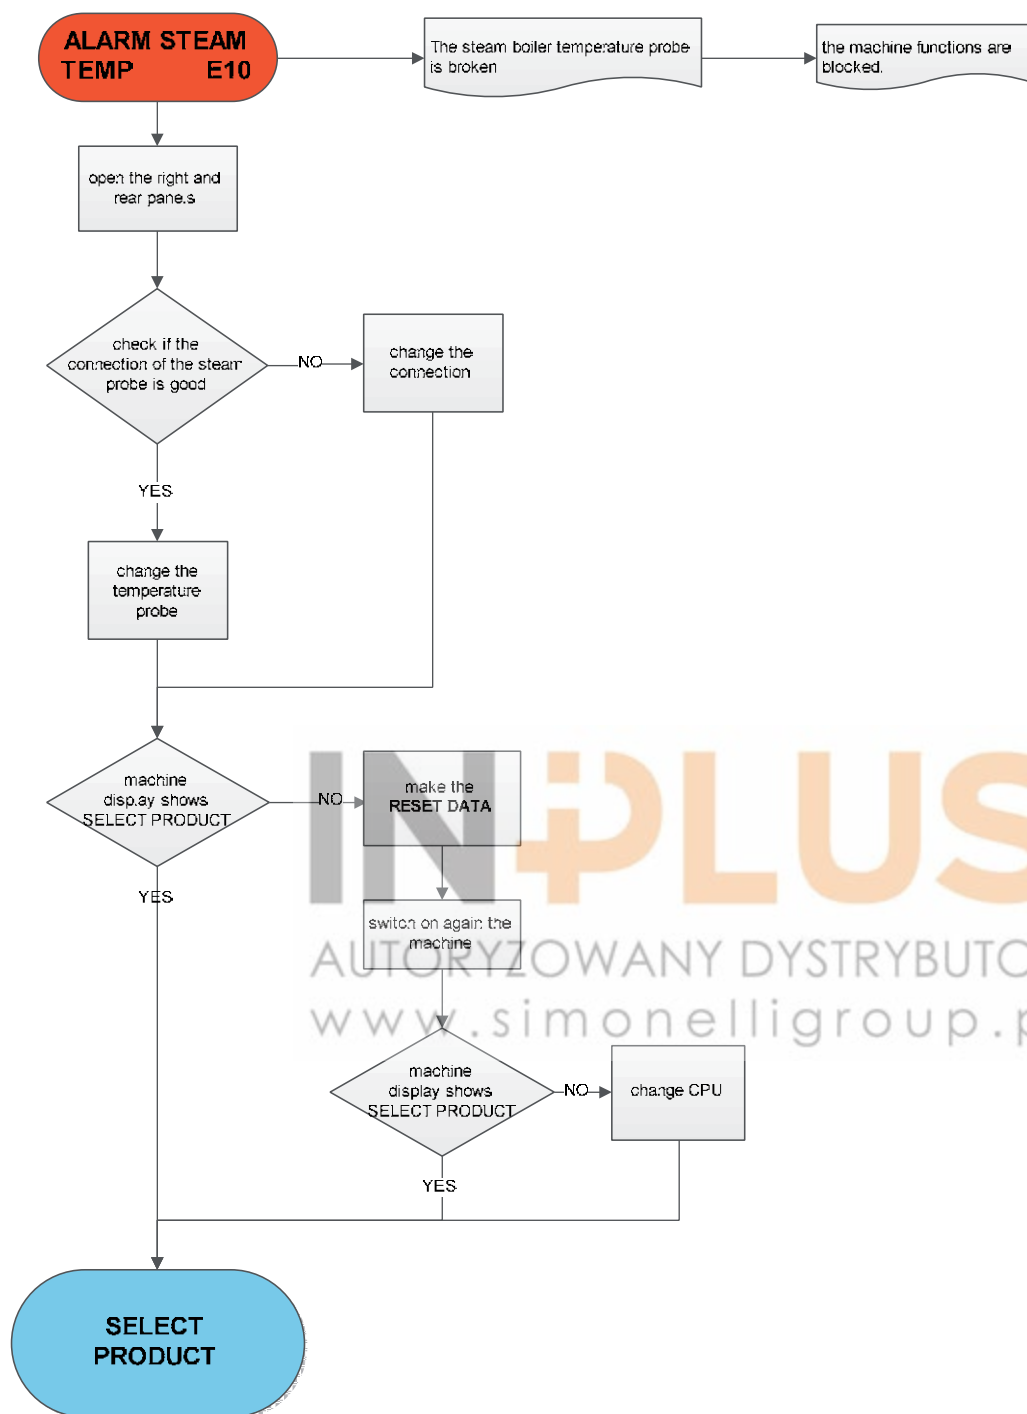 ALARM STEAM
TEMP E10
The steam boiler temperature probe
is broken
the machine functions are
blocked.
open the right and
rear panels
check if the
connection of the steam
probe is good
NO
change the
connection
YES
change the
temperature
probe
machine
display shows
SELECT PRODUCT
NO
make the
RESET DATA
YES
switch on again the
machine
machine
display shows
SELECT PRODUCT
NO
change CPU
YES
SELECT
PRODUCT
INPLUS
AUTORYZOWANY DYSTRYBUTO
www.simonelligroup.p